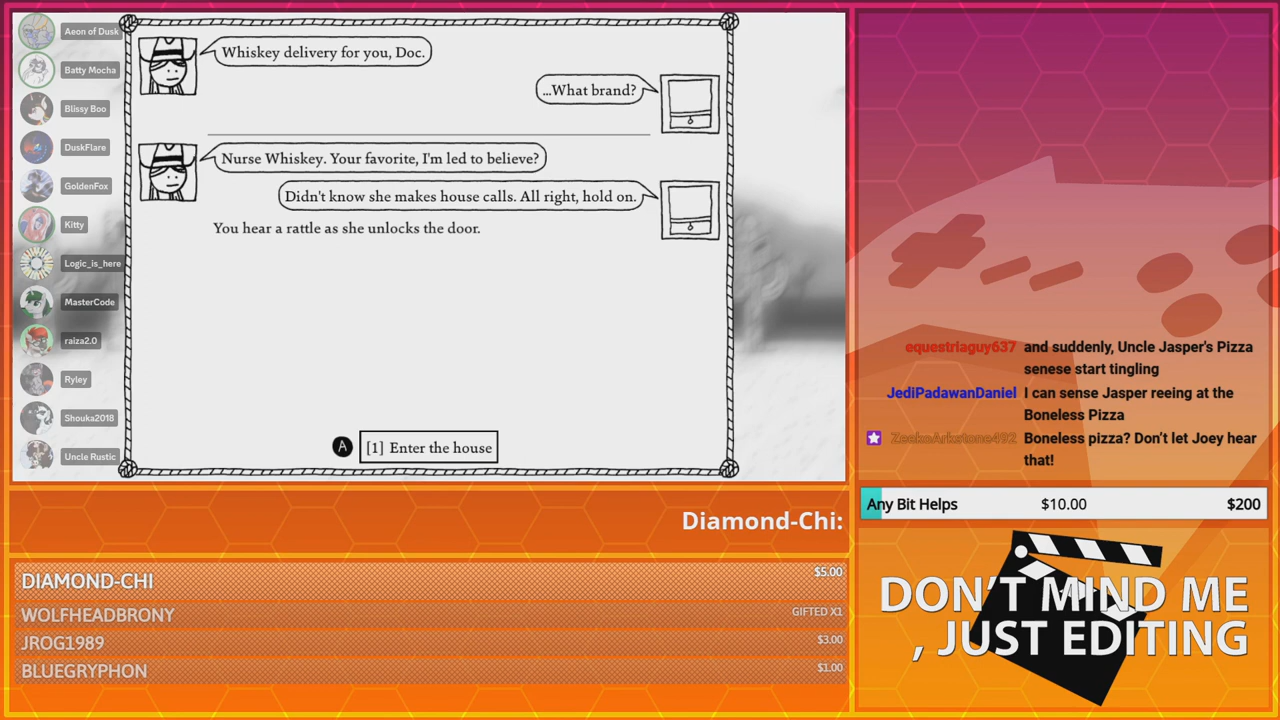 Aeon of Dusk
Batty Mocha
Blissy Boo
DuskFlare
GoldenFox
Kitty
Logic_is_here
MasterCode
raiza2.0
Ryley
Shouka2018
Uncle Rustic
Whiskey delivery for you, Doc.
...What brand?
Nurse Whiskey. Your favorite, I'm led to believe?
Didn't know she makes house calls. All right, hold on.
You hear a rattle as she unlocks the door.
A [1] Enter the house
equestriaguy637 and suddenly, Uncle Jasper's Pizza
senese start tingling
JediPadawanDaniel I can sense Jasper reeing at the
Boneless Pizza
ZeekoArkstone492 Boneless pizza? Don't let Joey hear
that!
Any Bit Helps $10.00 $200
Diamond-Chi:
DIAMOND-CHI $5.00
WOLFHEADBRONY GIFTED X1
JROG1989 $3.00
BLUEGRYPHON $1.00
DON'T MIND ME
, JUST EDITING